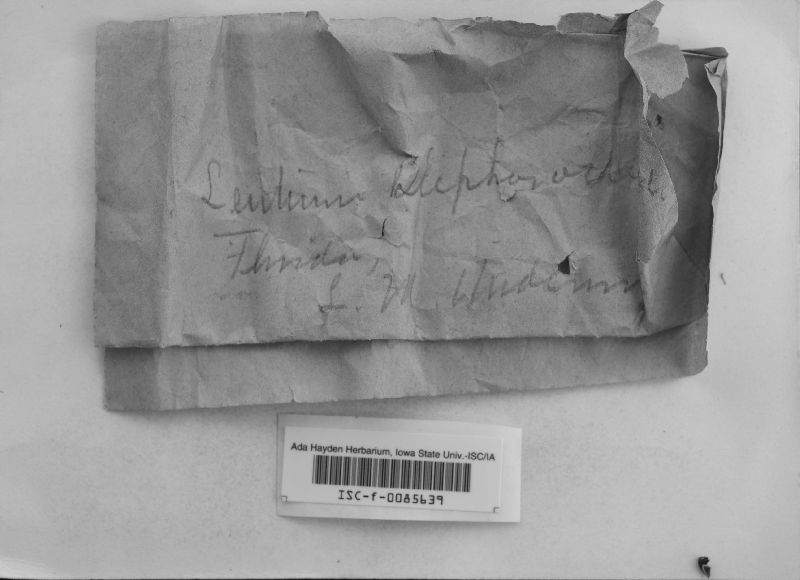 Lentinus
Florida,
L. M. Underwood
Ada Hayden Herbarium, Iowa State Univ.-ISC/IA
ISC-f-0085639